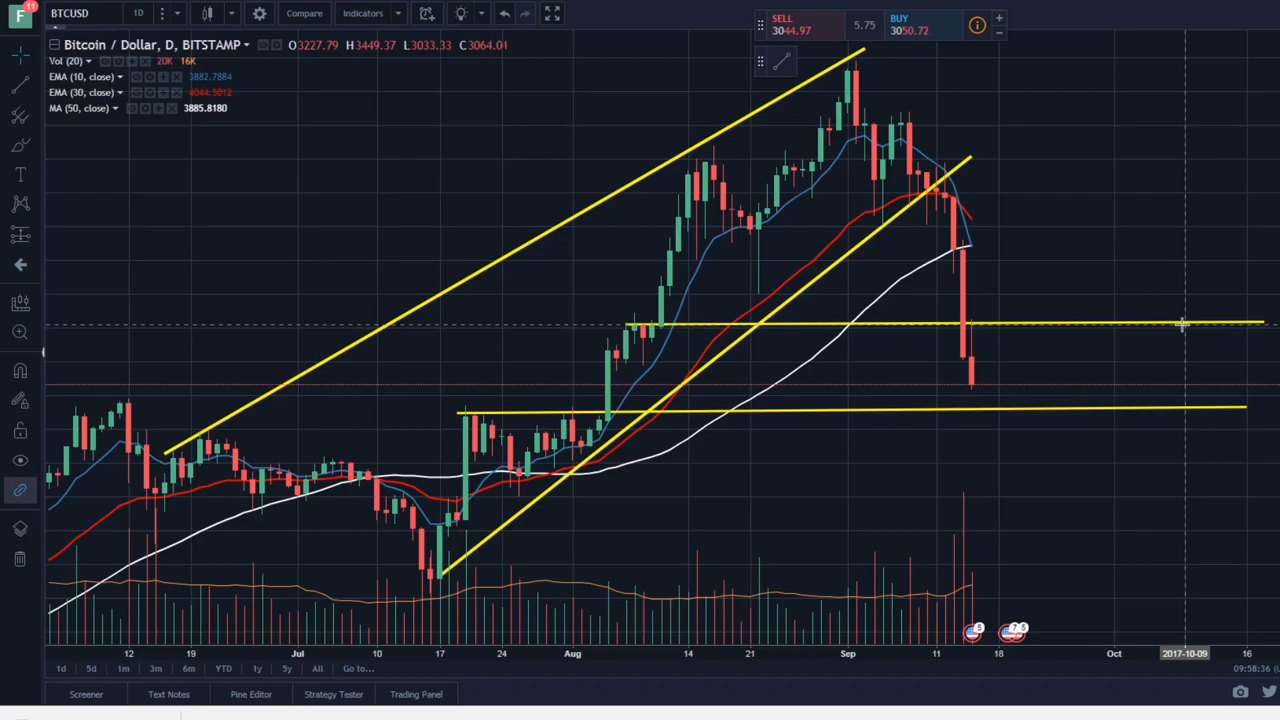 F 11 BTCUSD 1D Compare Indicators
SELL 3044.97 5.75 BUY 3050.72
Bitcoin / Dollar, D, BITSTAMP O3227.79 H3449.37 L3033.33 C3064.01
Vol (20) 20K 16K
EMA (10, close) 3882.7884
EMA (30, close) 4044.5012
MA (50, close) 3885.8180
5 7 5
12 19 Jul 10 17 24 Aug 14 21 Sep 11 18 Oct 2017-10-09 16
1d 5d 1m 3m 6m YTD 1y 5y All Go to... 09:58:36
Screener Text Notes Pine Editor Strategy Tester Trading Panel